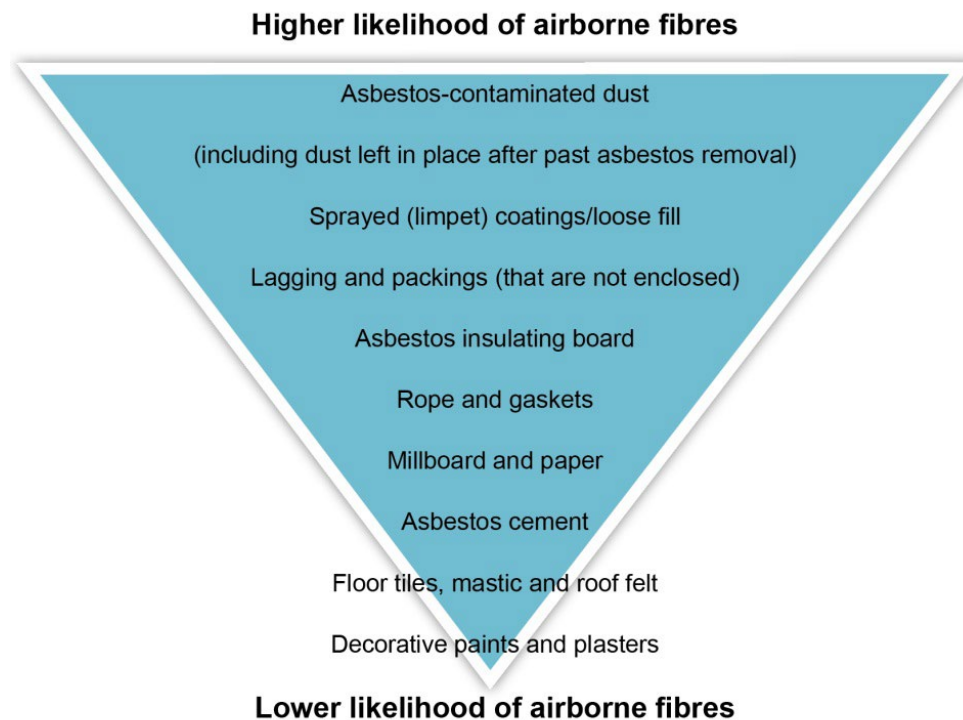 Higher likelihood of airborne fibres
Asbestos-contaminated dust
(including dust left in place after past asbestos removal)
Sprayed (limpet) coatings/loose fill
Lagging and packings (that are not enclosed)
Asbestos insulating board
Rope and gaskets
Millboard and paper
Asbestos cement
Floor tiles, mastic and roof felt
Decorative paints and plasters
Lower likelihood of airborne fibres